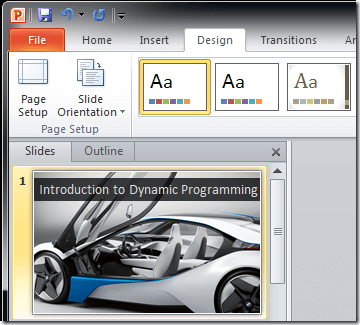 P
File Home Insert Design Transitions
Aa Aa Aa
Page Setup
Slide Orientation
Page Setup
Slides Outline
1
Introduction to Dynamic Programming